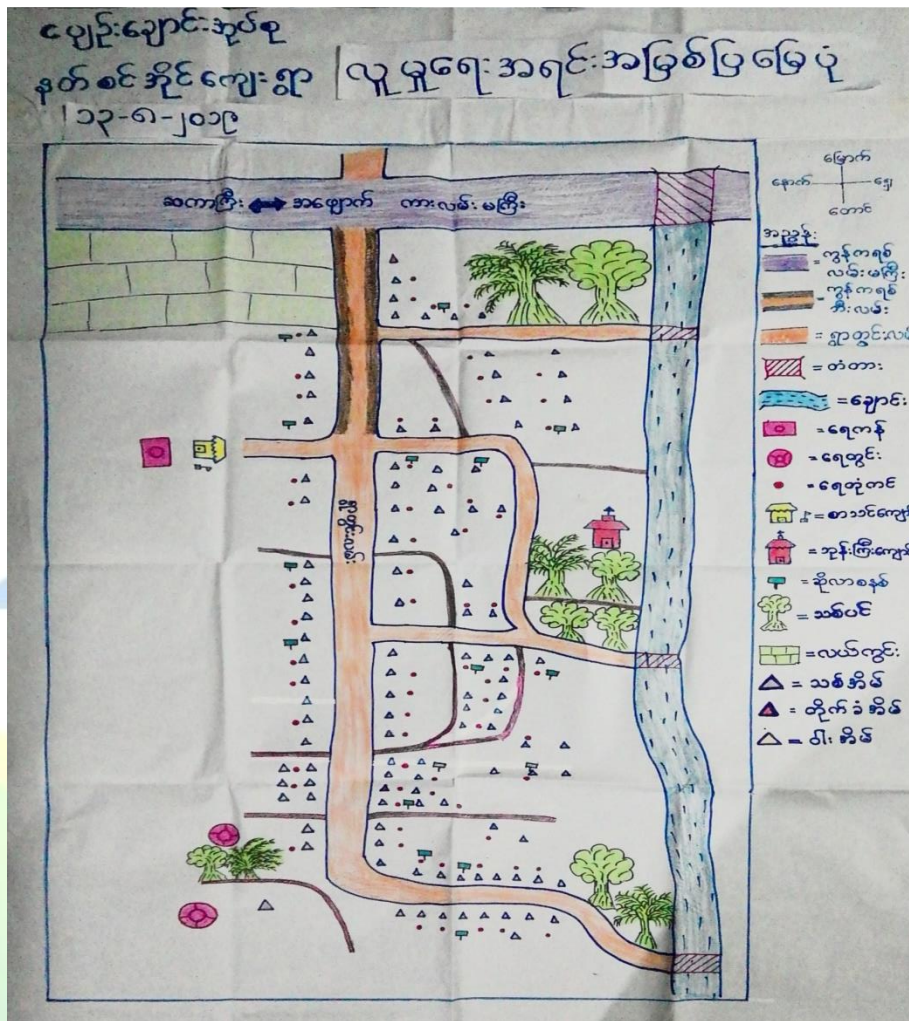 ငပျဉ်းချောင်းအုပ်စု
နတ်စင်အိုင်ကျေးရွာ လူမှုရေးအရင်းအမြစ်ပြမြေပုံ
၁၃-၈-၂၀၁၉
မြောက်
နောက် ရှေ့
တောင်
ဆကာကြီး အဖျောက် ကားလမ်းမကြီး
အညွှန်း
= ကွန်ကရစ်
လမ်းမကြီး
= ကွန်ကရစ်
ဘီးလမ်း
= ရွာတွင်းလမ်း
= တံတား
= ချောင်း
= ရေကန်
= ရေတွင်း
= ရေတုံကင်
= စာသင်ကျောင်း
= ဘုန်းကြီးကျောင်း
= ဆိုလာစနစ်
= သစ်ပင်
= လယ်ကွင်း
= သစ်အိမ်
= တိုက်ခံအိမ်
= ဝါးအိမ်